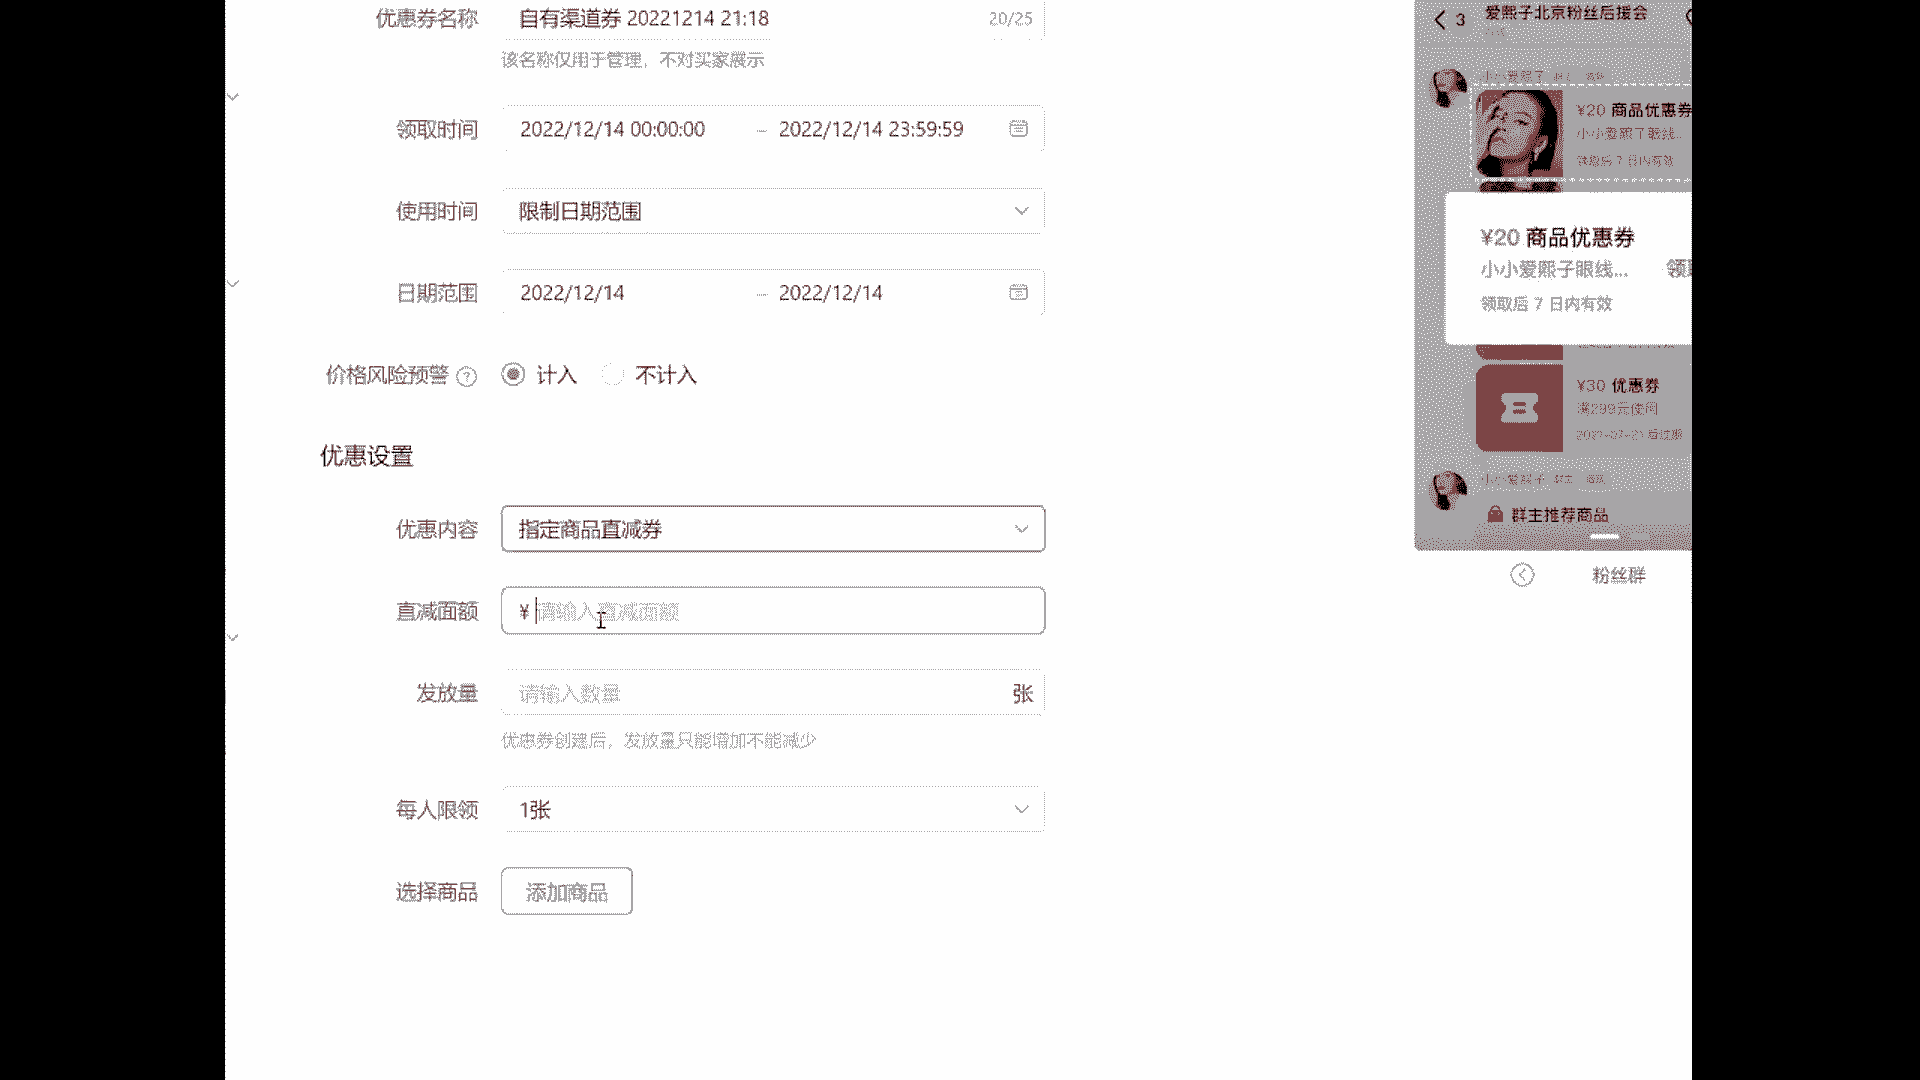 优惠券名称 自有渠道券 20221214 21:18 20/25
该名称仅用于管理，不对买家展示
领取时间 2022/12/14 00:00:00 – 2022/12/14 23:59:59
使用时间 限制日期范围
日期范围 2022/12/14 – 2022/12/14
价格风险预警 ? 计入 不计入
优惠设置
优惠内容 指定商品直减券
直减面额 ¥ 请输入直减面额
发放量 请输入数量 张
优惠券创建后，发放量只能增加不能减少
每人限领 1张
选择商品 添加商品
3 爱熙子北京粉丝后援会
小小爱熙子
¥20 商品优惠券
小小爱熙子眼线...
领取后 7 日内有效
¥20 商品优惠券
小小爱熙子眼线...
领取后 7 日内有效
¥30 优惠券
满299元使用
小小爱熙子
群主推荐商品
粉丝群